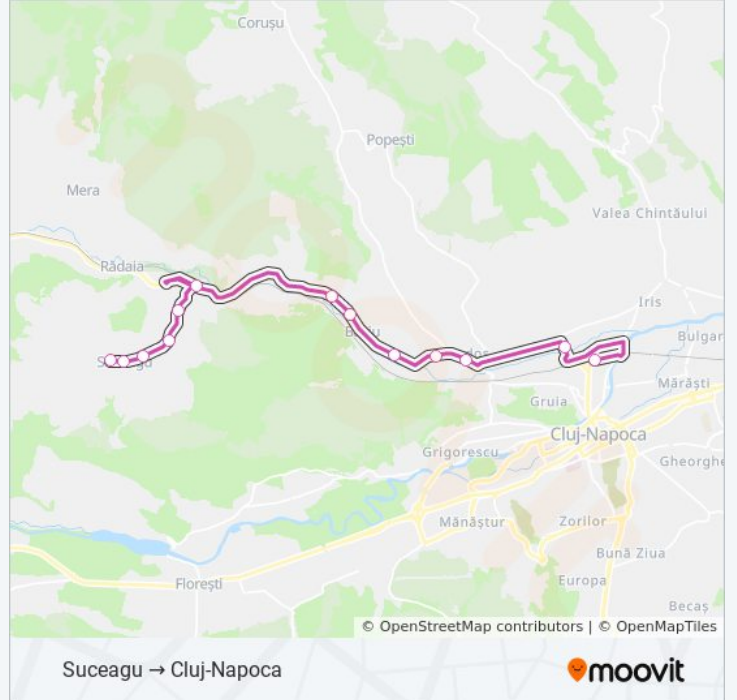 Corușu
Popești
Mera
Valea Chintăului
Rădaia
Iris
Bulgar
Mărăști
Gruia
Cluj-Napoca
Grigorescu
Gheorghe
Mănăștur
Zorilor
Bună Ziua
Florești
Europa
Becaș
© OpenStreetMap contributors | © OpenMapTiles
Suceagu → Cluj-Napoca
moovit